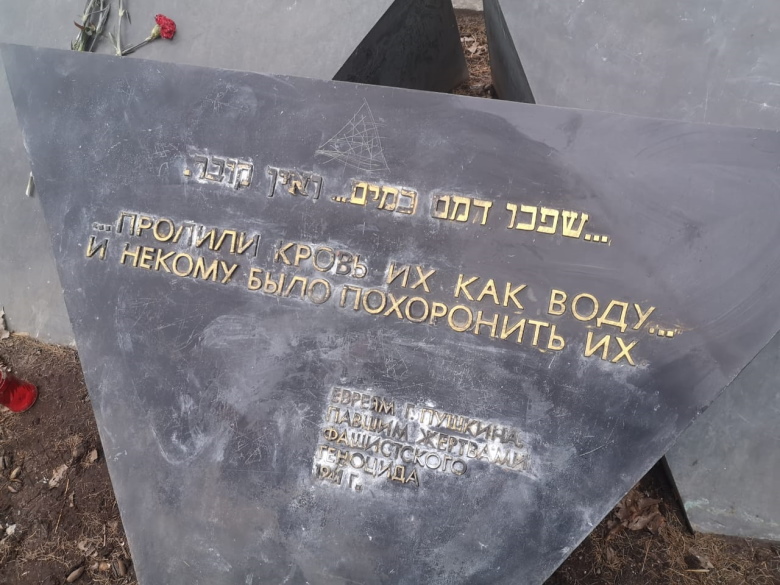 ...שפכו דמם כמים... ואין קובר.
...ПРОЛИЛИ КРОВЬ ИХ КАК ВОДУ...
И НЕКОМУ БЫЛО ПОХОРОНИТЬ ИХ
ЕВРЕЯМ Г. ПУШКИНА,
ПАВШИМ ЖЕРТВАМИ
ФАШИСТСКОГО
ГЕНОЦИДА
1941 Г.